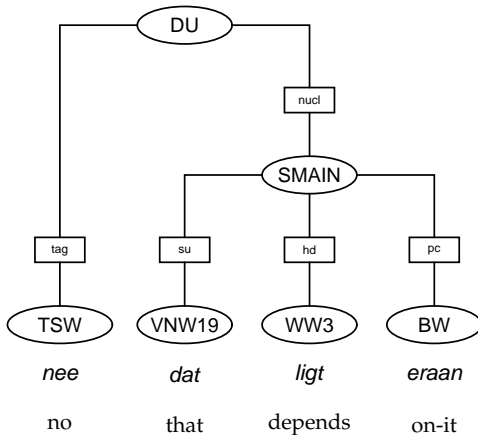 DU
nucl
SMAIN
tag su hd pc
TSW VNW19 WW3 BW
nee dat ligt eraan
no that depends on-it